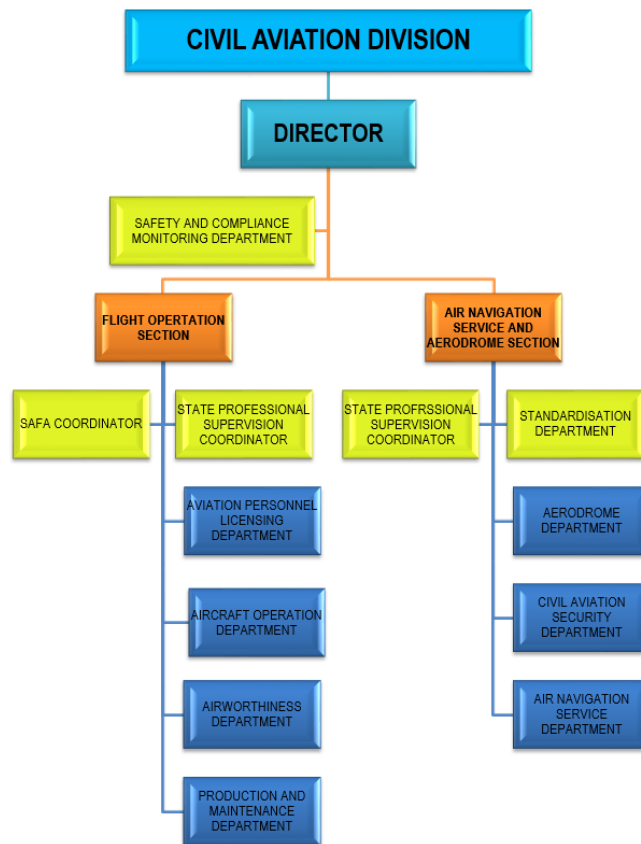 CIVIL AVIATION DIVISION
DIRECTOR
SAFETY AND COMPLIANCE
MONITORING DEPARTMENT
FLIGHT OPERTATION
SECTION
AIR NAVIGATION
SERVICE AND
AERODROME SECTION
SAFA COORDINATOR
STATE PROFESSIONAL
SUPERVISION
COORDINATOR
STATE PROFRSSIONAL
SUPERVISION
COORDINATOR
STANDARDISATION
DEPARTMENT
AVIATION PERSONNEL
LICENSING
DEPARTMENT
AERODROME
DEPARTMENT
AIRCRAFT OPERATION
DEPARTMENT
CIVIL AVIATION
SECURITY
DEPARTMENT
AIRWORTHINESS
DEPARTMENT
AIR NAVIGATION
SERVICE
DEPARTMENT
PRODUCTION AND
MAINTENANCE
DEPARTMENT